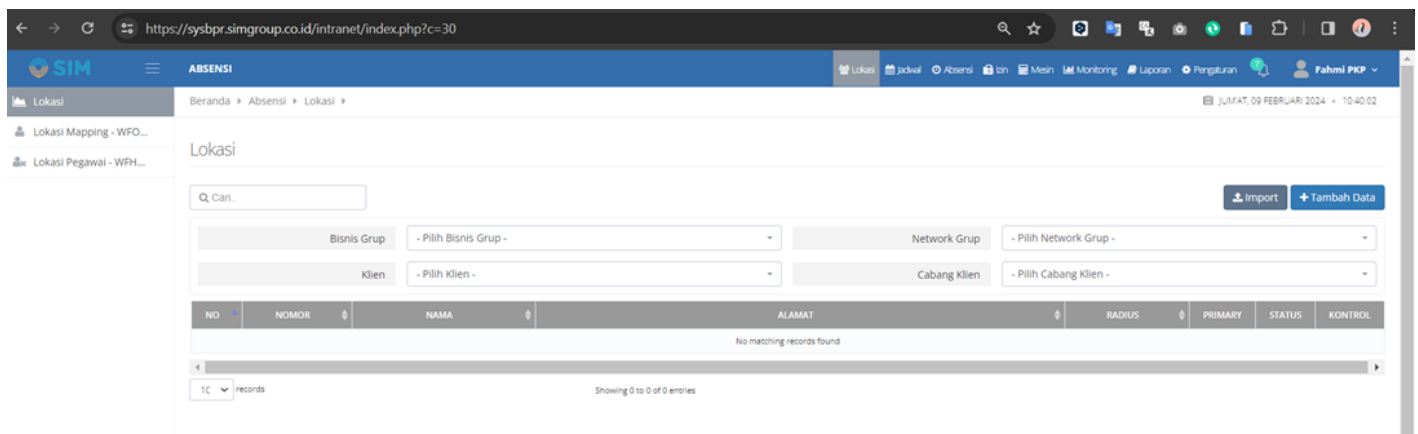 https://sysbpr.simgroup.co.id/intranet/index.php?c=30
SIM
ABSENSI
Lokasi Jadwal Absensi Izin Mesin Monitoring Laporan Pengaturan Fahmi PKP
Lokasi
Beranda Absensi Lokasi
JUM'AT, 09 FEBRUARI 2024 10:40:02
Lokasi Mapping - WFO...
Lokasi Pegawai - WFH...
Lokasi
Cari..
Import
+ Tambah Data
Bisnis Grup - Pilih Bisnis Grup - Network Grup - Pilih Network Grup -
Klien - Pilih Klien - Cabang Klien - Pilih Cabang Klien -
NO NOMOR NAMA ALAMAT RADIUS PRIMARY STATUS KONTROL
No matching records found
records
Showing 0 to 0 of 0 entries